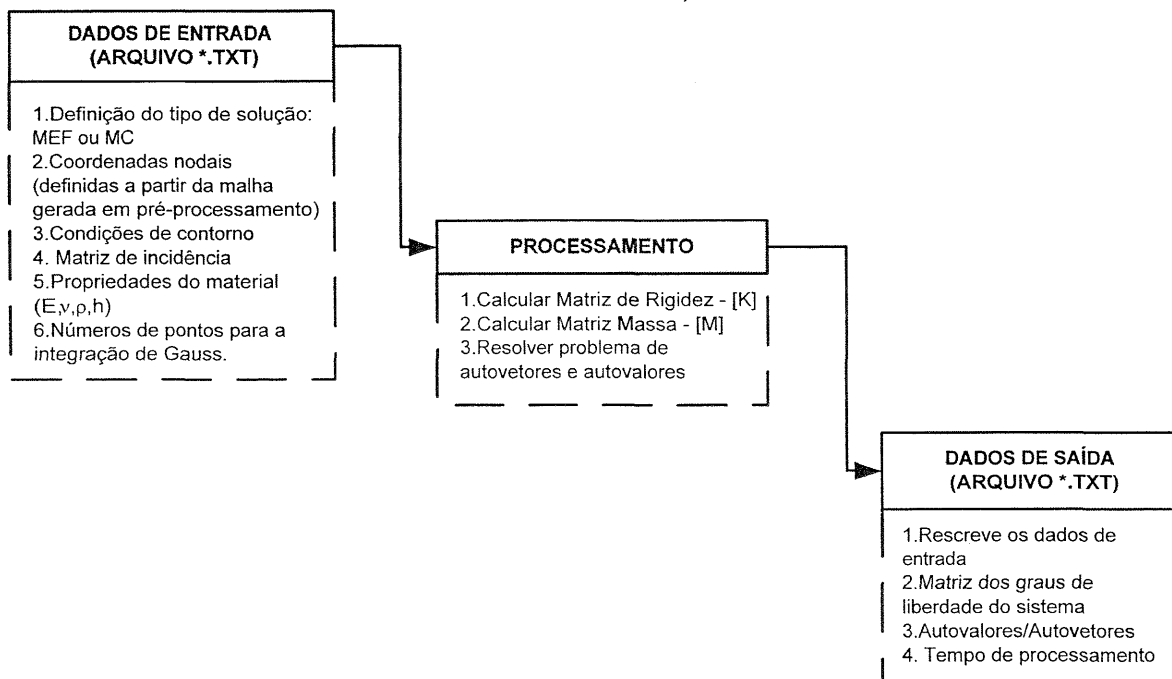 DADOS DE ENTRADA
(ARQUIVO *.TXT)
1.Definição do tipo de solução:
MEF ou MC
2.Coordenadas nodais
(definidas a partir da malha
gerada em pré-processamento)
3.Condições de contorno
4. Matriz de incidência
5.Propriedades do material
(E,ν,ρ,h)
6.Números de pontos para a
integração de Gauss.
PROCESSAMENTO
1.Calcular Matriz de Rigidez - [K]
2.Calcular Matriz Massa - [M]
3.Resolver problema de
autovetores e autovalores
DADOS DE SAÍDA
(ARQUIVO *.TXT)
1.Rescreve os dados de
entrada
2.Matriz dos graus de
liberdade do sistema
3.Autovalores/Autovetores
4. Tempo de processamento